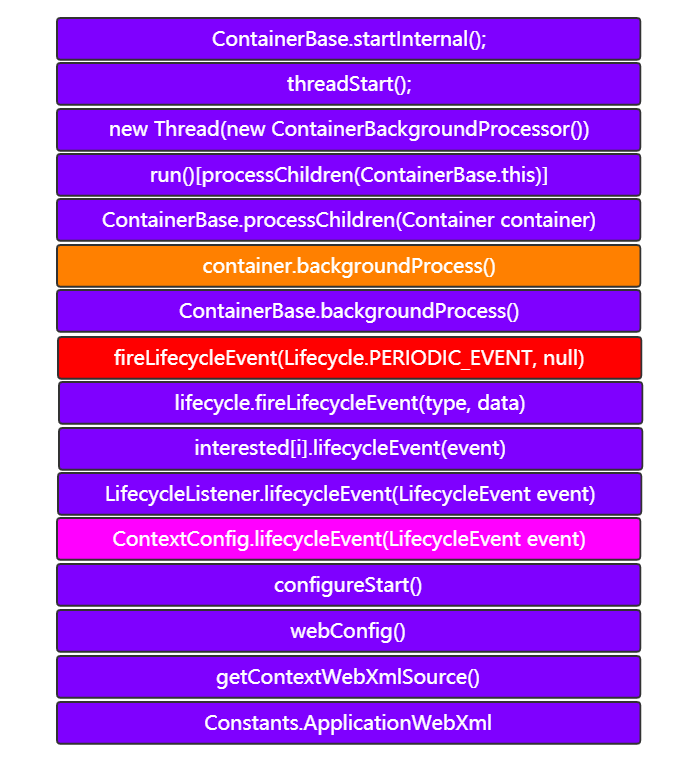 ContainerBase.startInternal();
threadStart();
new Thread(new ContainerBackgroundProcessor())
run()[processChildren(ContainerBase.this)]
ContainerBase.processChildren(Container container)
container.backgroundProcess()
ContainerBase.backgroundProcess()
fireLifecycleEvent(Lifecycle.PERIODIC_EVENT, null)
lifecycle.fireLifecycleEvent(type, data)
interested[i].lifecycleEvent(event)
LifecycleListener.lifecycleEvent(LifecycleEvent event)
ContextConfig.lifecycleEvent(LifecycleEvent event)
configureStart()
webConfig()
getContextWebXmlSource()
Constants.ApplicationWebXml